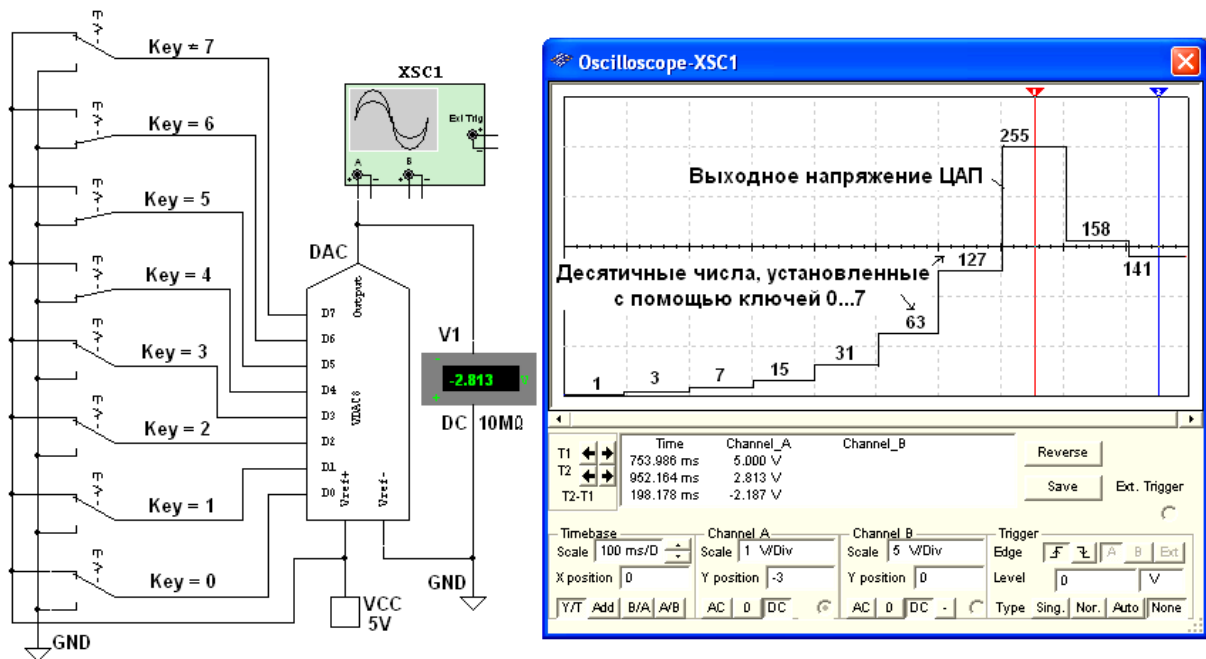 Key = 7
Key = 6
Key = 5
Key = 4
Key = 3
Key = 2
Key = 1
Key = 0
GND
XSC1
Ext Trig
+
-
A
B
+ -
+ -
DAC
Output
D7
D6
D5
D4
D3
D2
D1
D0
VDAC8
Vref+
Vref-
V1
-
-2.813
+
DC 10MΩ
GND
VCC
5V
Oscilloscope-XSC1
1
2
255
Выходное напряжение ЦАП
158
127
141
Десятичные числа, установленные
с помощью ключей 0...7
63
31
15
7
3
1
Time Channel_A Channel_B
T1 753.986 ms 5.000 V
T2 952.164 ms 2.813 V
T2-T1 198.178 ms -2.187 V
Reverse
Save
Ext. Trigger
Timebase
Scale 100 ms/D
X position 0
Y/T Add B/A A/B
Channel A
Scale 1 V/Div
Y position -3
AC 0 DC
Channel B
Scale 5 V/Div
Y position 0
AC 0 DC -
Trigger
Edge A B Ext
Level 0 V
Type Sing. Nor. Auto None